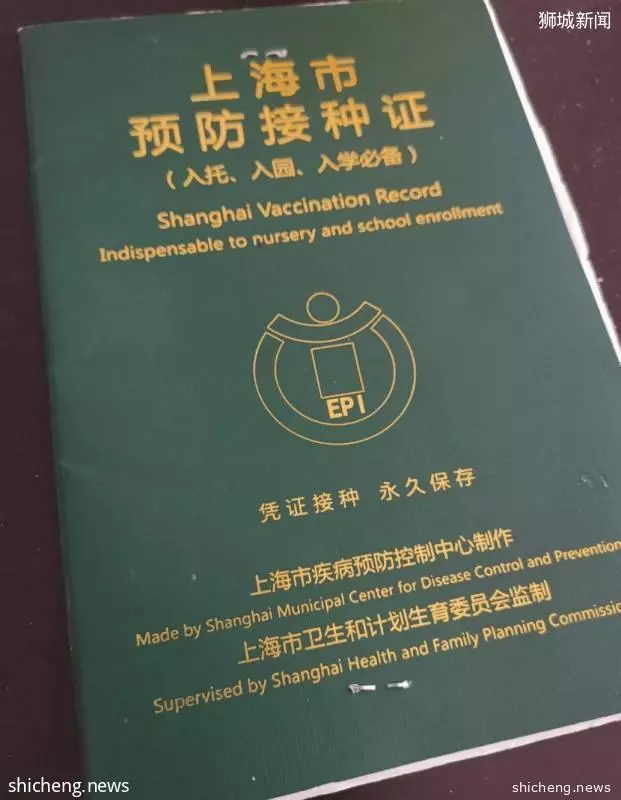 狮城新闻
上海市
预防接种证
（入托、入园、入学必备）
Shanghai Vaccination Record
Indispensable to nursery and school enrollment
EPI
凭证接种 永久保存
上海市疾病预防控制中心制作
Made by Shanghai Municipal Center for Disease Control and Prevention
上海市卫生和计划生育委员会监制
Supervised by Shanghai Health and Family Planning Commissio
shicheng.news
shicheng.news